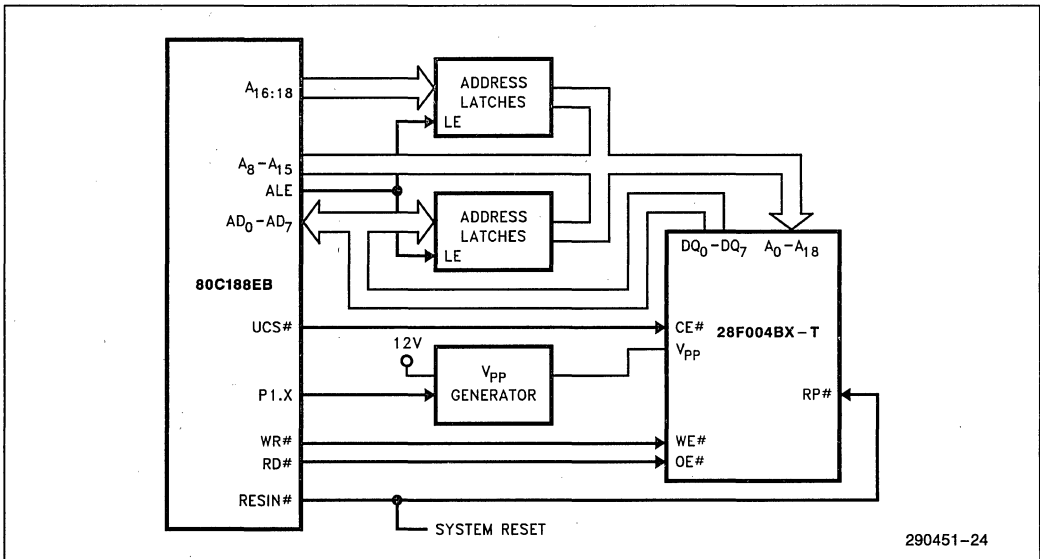 A16:18
ADDRESS
LATCHES
LE
A8-A15
ALE
AD0-AD7
ADDRESS
LATCHES
LE
DQ0-DQ7 A0-A18
80C188EB
UCS#
CE# 28F004BX-T
12V
VPP
VPP
GENERATOR
P1.X
RP#
WR#
WE#
RD#
OE#
RESIN#
SYSTEM RESET
290451-24